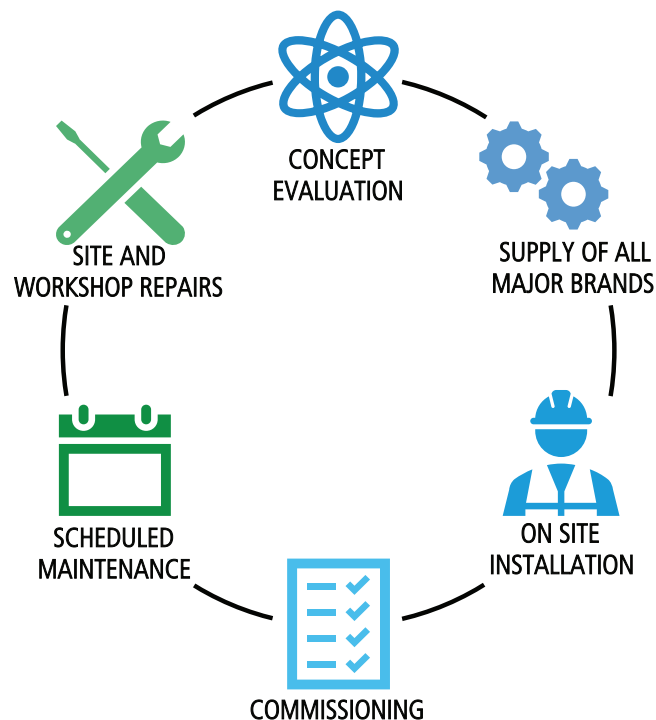 CONCEPT
EVALUATION
SUPPLY OF ALL
MAJOR BRANDS
ON SITE
INSTALLATION
COMMISSIONING
SCHEDULED
MAINTENANCE
SITE AND
WORKSHOP REPAIRS